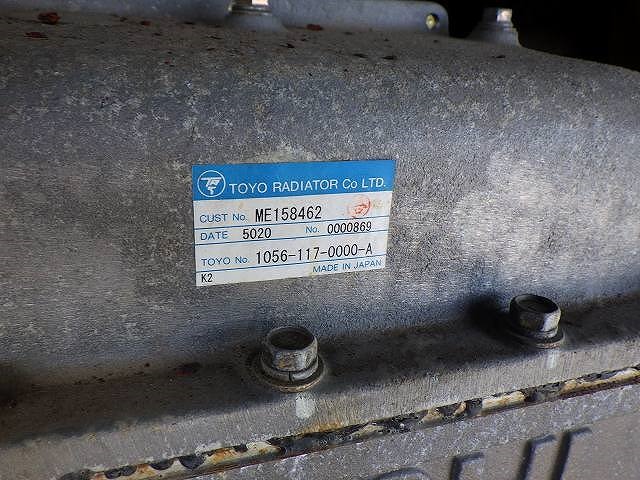 TOYO RADIATOR CO LTD.
CUST No. ME158462
DATE 5020 No. 0000869
TOYO No. 1056-117-0000-A
K2 MADE IN JAPAN